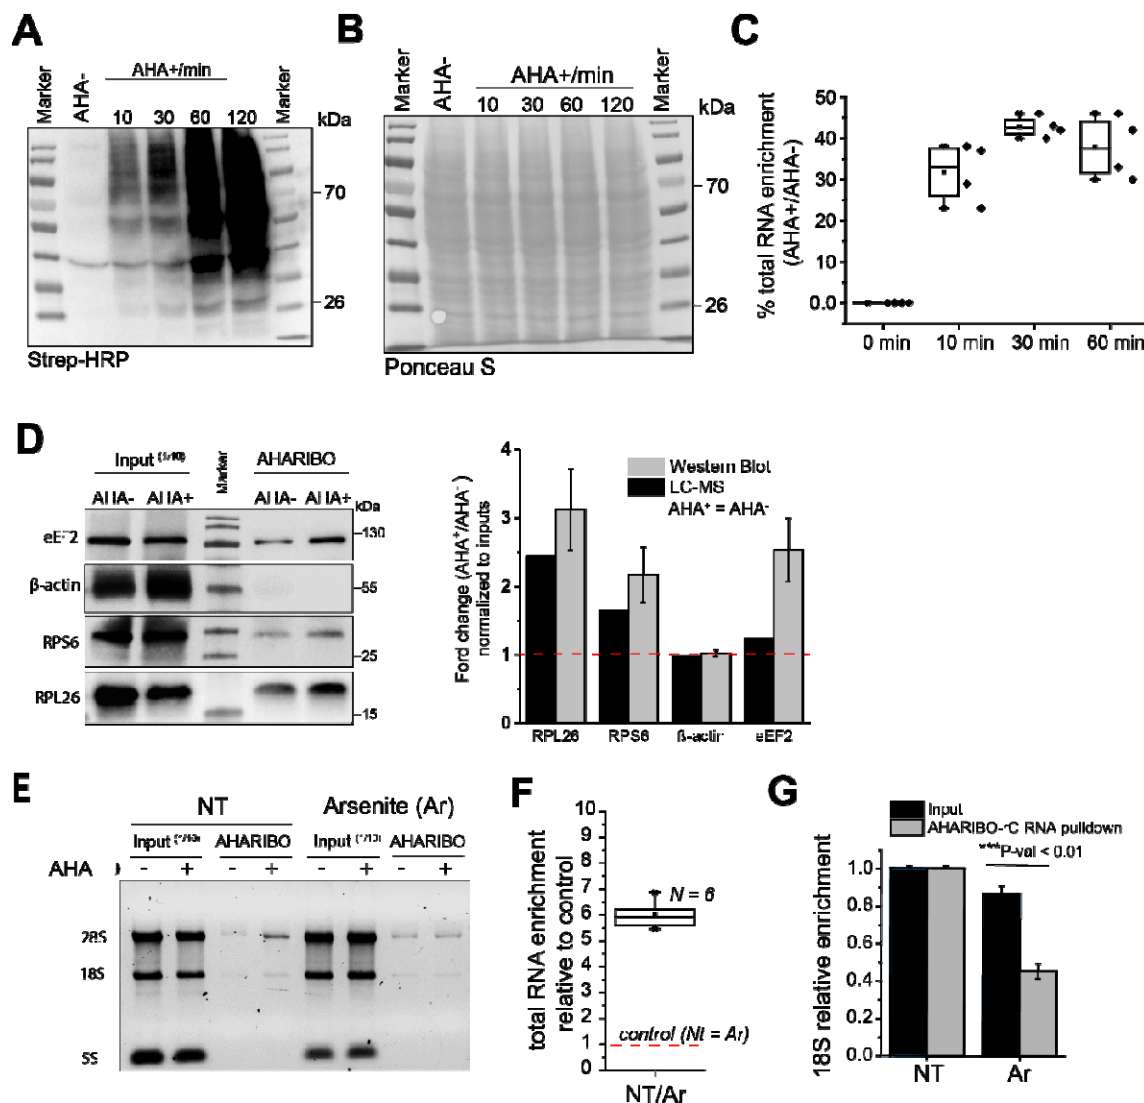 A
Marker
AHA-
AHA+/min
10 30 60 120
Marker
kDa
70
26
Strep-HRP
B
Marker
AHA-
AHA+/min
10 30 60 120
Marker
kDa
70
26
Ponceau S
C
% total RNA enrichment
(AHA+/AHA-)
50
40
30
20
10
0.0
0 min 10 min 30 min 60 min
D
Input (1/10)
Marker
AHARIBO
AHA- AHA+ AHA- AHA+
kDa
eEF2
130
β-actin
55
RPS6
25
RPL26
15
Ford change (AHA+/AHA-)
normalized to inputs
4
3
2
1
0
Western Blot
LC-MS
AHA+ = AHA-
RPL26 RPS6 ß-actin eEF2
E
NT Arsenite (Ar)
Input AHARIBO Input AHARIBO
AHA - + - + - + - +
28S
18S
5S
F
total RNA enrichment
relative to control
10
9
8
7
6
5
4
3
2
1
0
N = 6
control (Nt = Ar)
NT/Ar
G
Input
AHARIBO-rC RNA pulldown
P-val < 0.01
18S relative enrichment
1.0
0.8
0.6
0.4
0.2
0.0
NT Ar